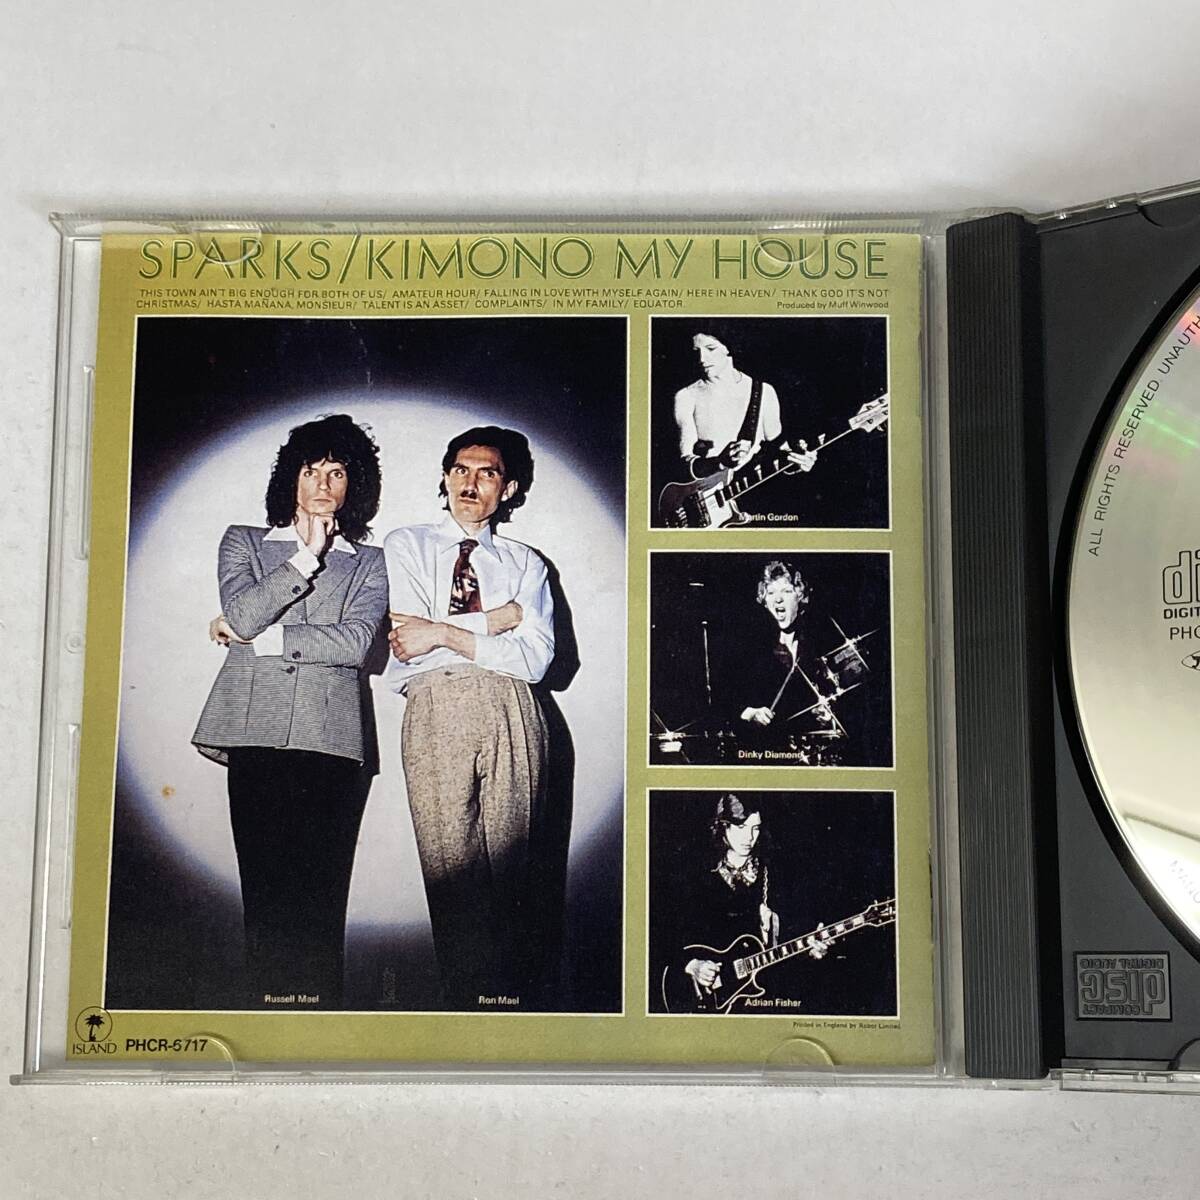 SPARKS/KIMONO MY HOUSE
THIS TOWN AIN'T BIG ENOUGH FOR BOTH OF US/ AMATEUR HOUR/ FALLING IN LOVE WITH MYSELF AGAIN/ HERE IN HEAVEN/ THANK GOD IT'S NOT
CHRISTMAS/ HASTA MAÑANA, MONSIEUR/ TALENT IS AN ASSET/ COMPLAINTS/ IN MY FAMILY/ EQUATOR.
Produced by Muff Winwood
Martin Gordon
Dinky Diamond
Adrian Fisher
Russell Mael
Ron Mael
Printed in England by Robor Limited
ISLAND
PHCR-6717
ALL RIGHTS RESERVED. UNAUTH
DIGIT
PHC
COMPACT
disc
DIGITAL AUDIO